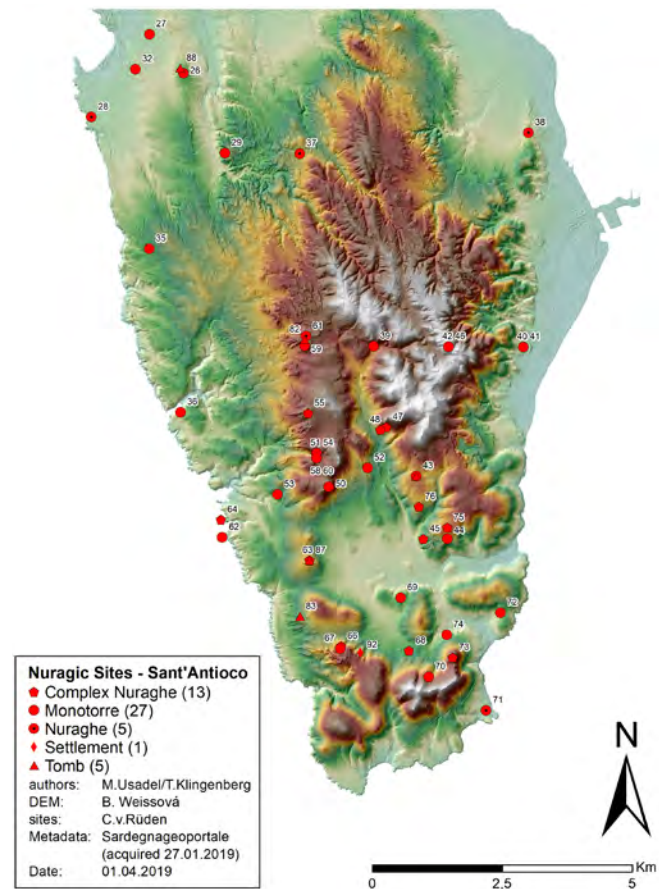 27
32
88
26
28
38
29
37
35
82 61
59
39
42 46
40 41
36
55
48 47
51 54
58 60
52
43
53
50
76
64
62
75
45 44
63 87
69
72
83
74
67 66
92
68
73
70
71
Nuragic Sites - Sant'Antioco
Complex Nuraghe (13)
Monotorre (27)
Nuraghe (5)
Settlement (1)
Tomb (5)
authors: M.Usadel/T.Klingenberg
DEM: B. Weissová
sites: C.v.Rüden
Metadata: Sardegnageoportale
(acquired 27.01.2019)
Date: 01.04.2019
N
Km
0 2.5 5